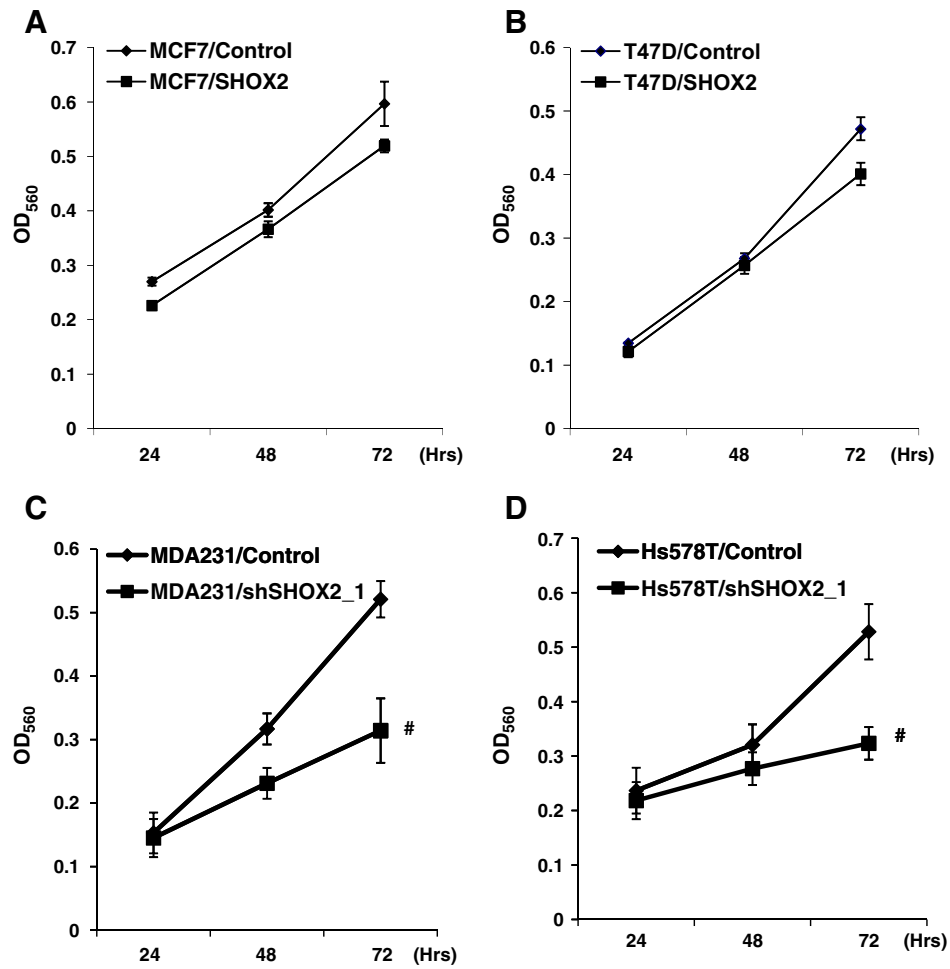 A
MCF7/Control
MCF7/SHOX2
0.7
0.6
0.5
0.4
0.3
0.2
0.1
0
OD560
24 48 72 (Hrs)
B
T47D/Control
T47D/SHOX2
0.6
0.5
0.4
0.3
0.2
0.1
0
OD560
24 48 72 (Hrs)
C
MDA231/Control
MDA231/shSHOX2_1
0.6
0.5
0.4
0.3
0.2
0.1
0
OD560
#
24 48 72 (Hrs)
D
Hs578T/Control
Hs578T/shSHOX2_1
0.7
0.6
0.5
0.4
0.3
0.2
0.1
0
OD560
#
24 48 72 (Hrs)